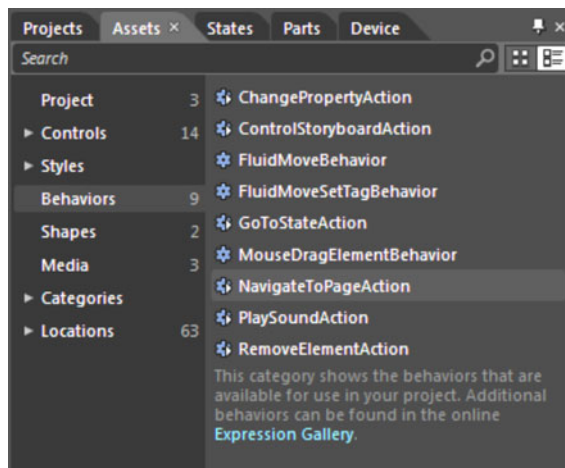 Projects Assets × States Parts Device
Search
Project 3
Controls 14
Styles
Behaviors 9
Shapes 2
Media 3
Categories
Locations 63
ChangePropertyAction
ControlStoryboardAction
FluidMoveBehavior
FluidMoveSetTagBehavior
GoToStateAction
MouseDragElementBehavior
NavigateToPageAction
PlaySoundAction
RemoveElementAction
This category shows the behaviors that are
available for use in your project. Additional
behaviors can be found in the online
Expression Gallery.